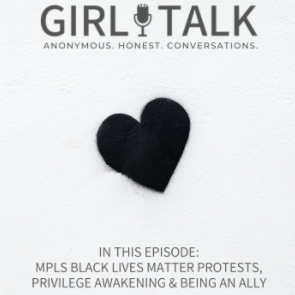 GIRL TALK
ANONYMOUS. HONEST. CONVERSATIONS.
IN THIS EPISODE:
MPLS BLACK LIVES MATTER PROTESTS,
PRIVILEGE AWAKENING & BEING AN ALLY